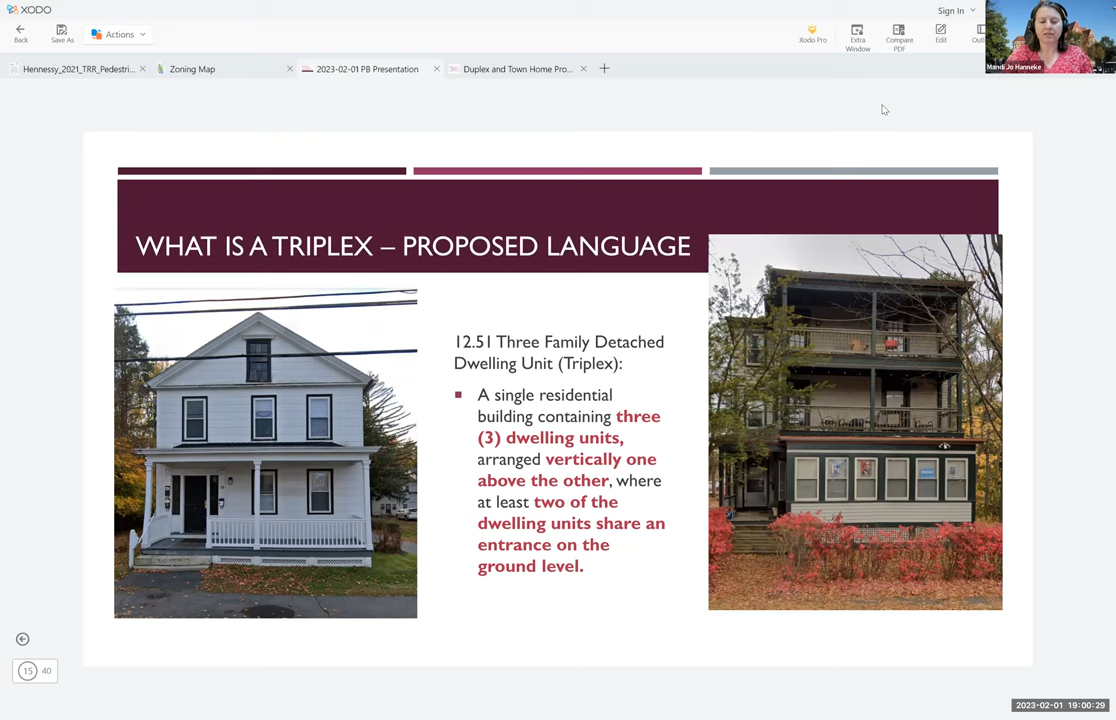 XODO
Sign In
Back
Save As
Actions
Xodo Pro
Extra Window
Compare PDF
Edit
Mandi Jo Hanneke
Hennessy_2021_TRR_Pedestri...
Zoning Map
2023-02-01 PB Presentation
Duplex and Town Home Pro...
WHAT IS A TRIPLEX – PROPOSED LANGUAGE
12.51 Three Family Detached
Dwelling Unit (Triplex):
A single residential
building containing three
(3) dwelling units,
arranged vertically one
above the other, where
at least two of the
dwelling units share an
entrance on the
ground level.
15 40
2023-02-01 19:00:29